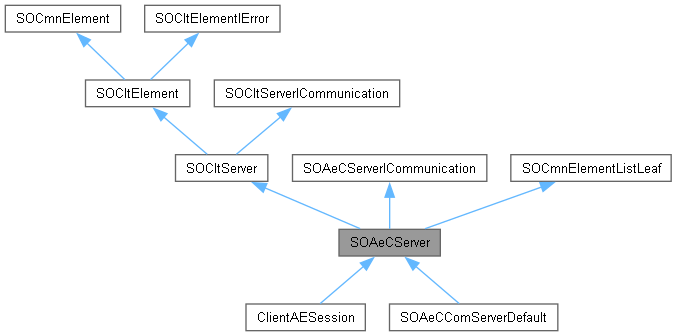 SOCmnElement
SOCltElementIError
SOCltElement
SOCltServerICommunication
SOCltServer
SOAeCServerICommunication
SOCmnElementListLeaf
SOAeCServer
ClientAESession
SOAeCComServerDefault